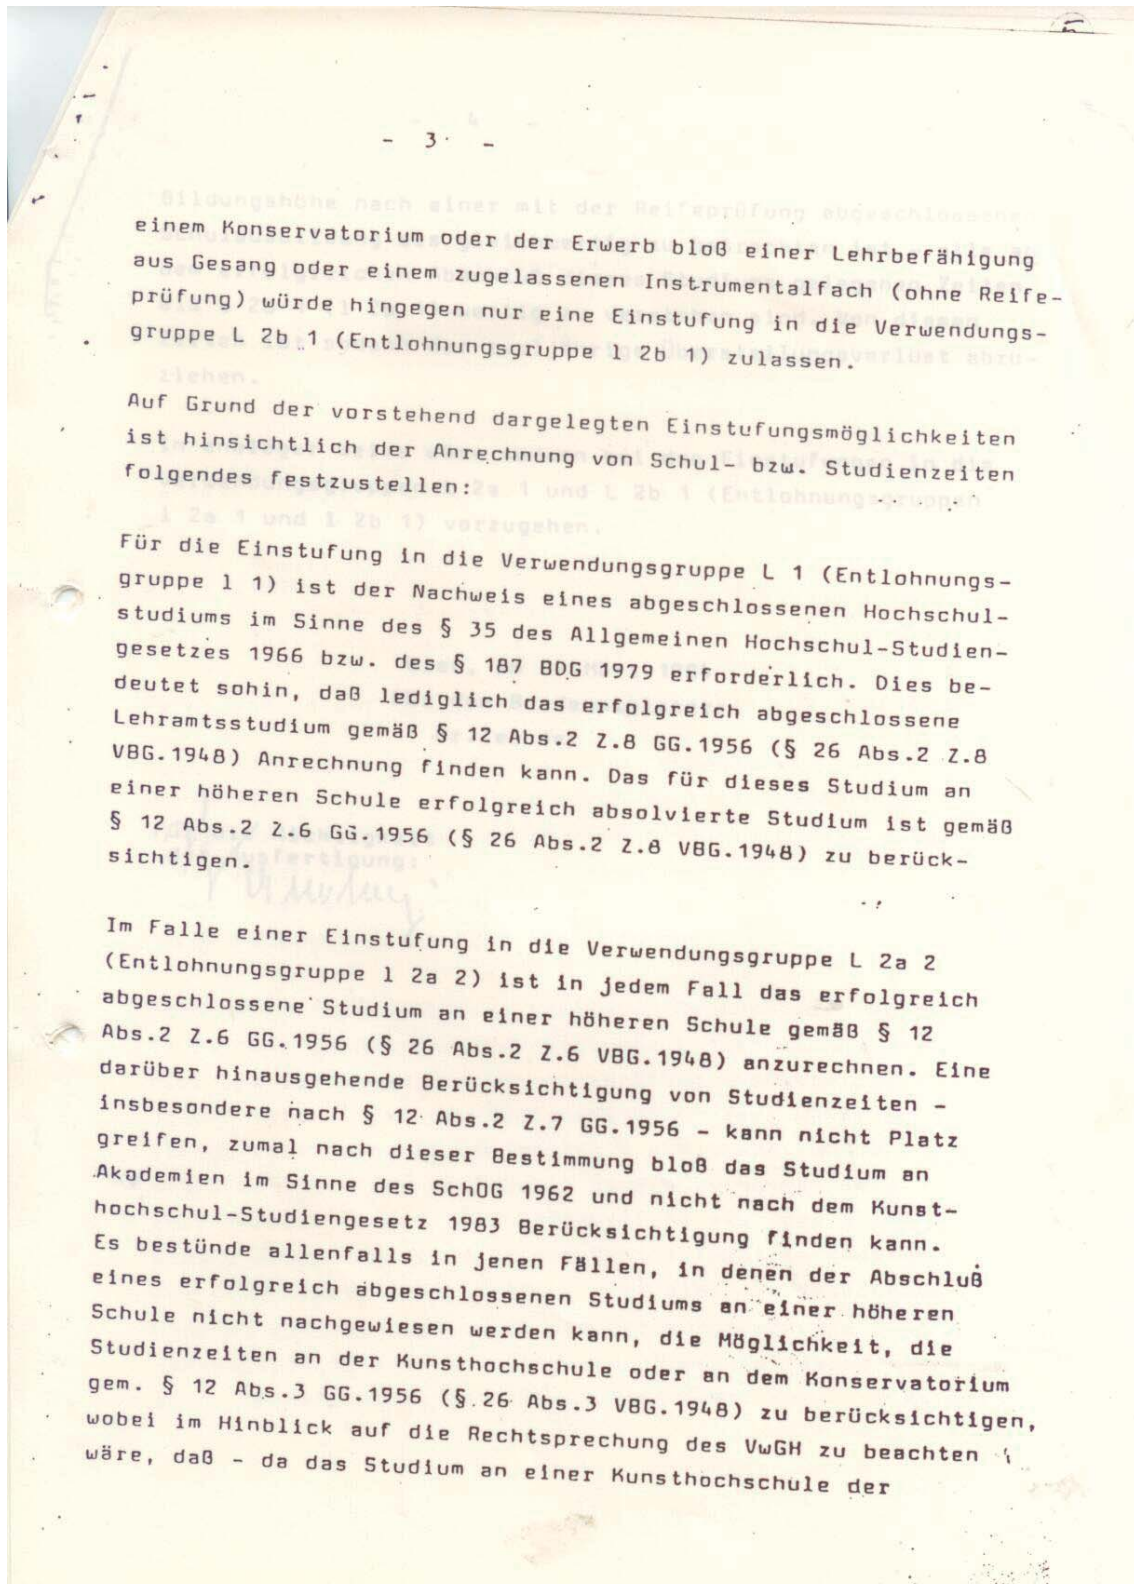 - 3 -
einem Konservatorium oder der Erwerb bloß einer Lehrbefähigung
aus Gesang oder einem zugelassenen Instrumentalfach (ohne Reife-
prüfung) würde hingegen nur eine Einstufung in die Verwendungs-
gruppe L 2b 1 (Entlohnungsgruppe l 2b 1) zulassen.
Auf Grund der vorstehend dargelegten Einstufungsmöglichkeiten
ist hinsichtlich der Anrechnung von Schul- bzw. Studienzeiten
folgendes festzustellen:
Für die Einstufung in die Verwendungsgruppe L 1 (Entlohnungs-
gruppe l 1) ist der Nachweis eines abgeschlossenen Hochschul-
studiums im Sinne des § 35 des Allgemeinen Hochschul-Studien-
gesetzes 1966 bzw. des § 187 BDG 1979 erforderlich. Dies be-
deutet sohin, daß lediglich das erfolgreich abgeschlossene
Lehramtsstudium gemäß § 12 Abs.2 Z.8 GG.1956 (§ 26 Abs.2 Z.8
VBG.1948) Anrechnung finden kann. Das für dieses Studium an
einer höheren Schule erfolgreich absolvierte Studium ist gemäß
§ 12 Abs.2 Z.6 GG.1956 (§ 26 Abs.2 Z.8 VBG.1948) zu berück-
sichtigen.
Im Falle einer Einstufung in die Verwendungsgruppe L 2a 2
(Entlohnungsgruppe l 2a 2) ist in jedem Fall das erfolgreich
abgeschlossene Studium an einer höheren Schule gemäß § 12
Abs.2 Z.6 GG.1956 (§ 26 Abs.2 Z.6 VBG.1948) anzurechnen. Eine
darüber hinausgehende Berücksichtigung von Studienzeiten -
insbesondere nach § 12 Abs.2 Z.7 GG.1956 - kann nicht Platz
greifen, zumal nach dieser Bestimmung bloß das Studium an
Akademien im Sinne des SchOG 1962 und nicht nach dem Kunst-
hochschul-Studiengesetz 1983 Berücksichtigung finden kann.
Es bestünde allenfalls in jenen Fällen, in denen der Abschluß
eines erfolgreich abgeschlossenen Studiums an einer höheren
Schule nicht nachgewiesen werden kann, die Möglichkeit, die
Studienzeiten an der Kunsthochschule oder an dem Konservatorium
gem. § 12 Abs.3 GG.1956 (§ 26 Abs.3 VBG.1948) zu berücksichtigen,
wobei im Hinblick auf die Rechtsprechung des VwGH zu beachten
wäre, daß - da das Studium an einer Kunsthochschule der